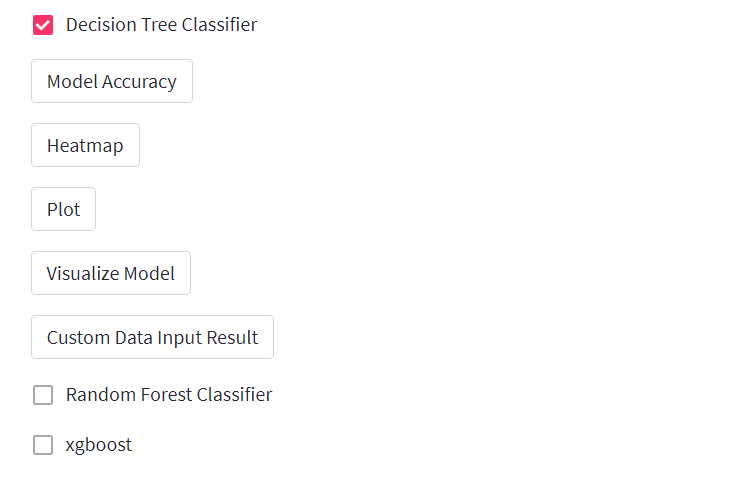 Decision Tree Classifier
Model Accuracy
Heatmap
Plot
Visualize Model
Custom Data Input Result
Random Forest Classifier
xgboost